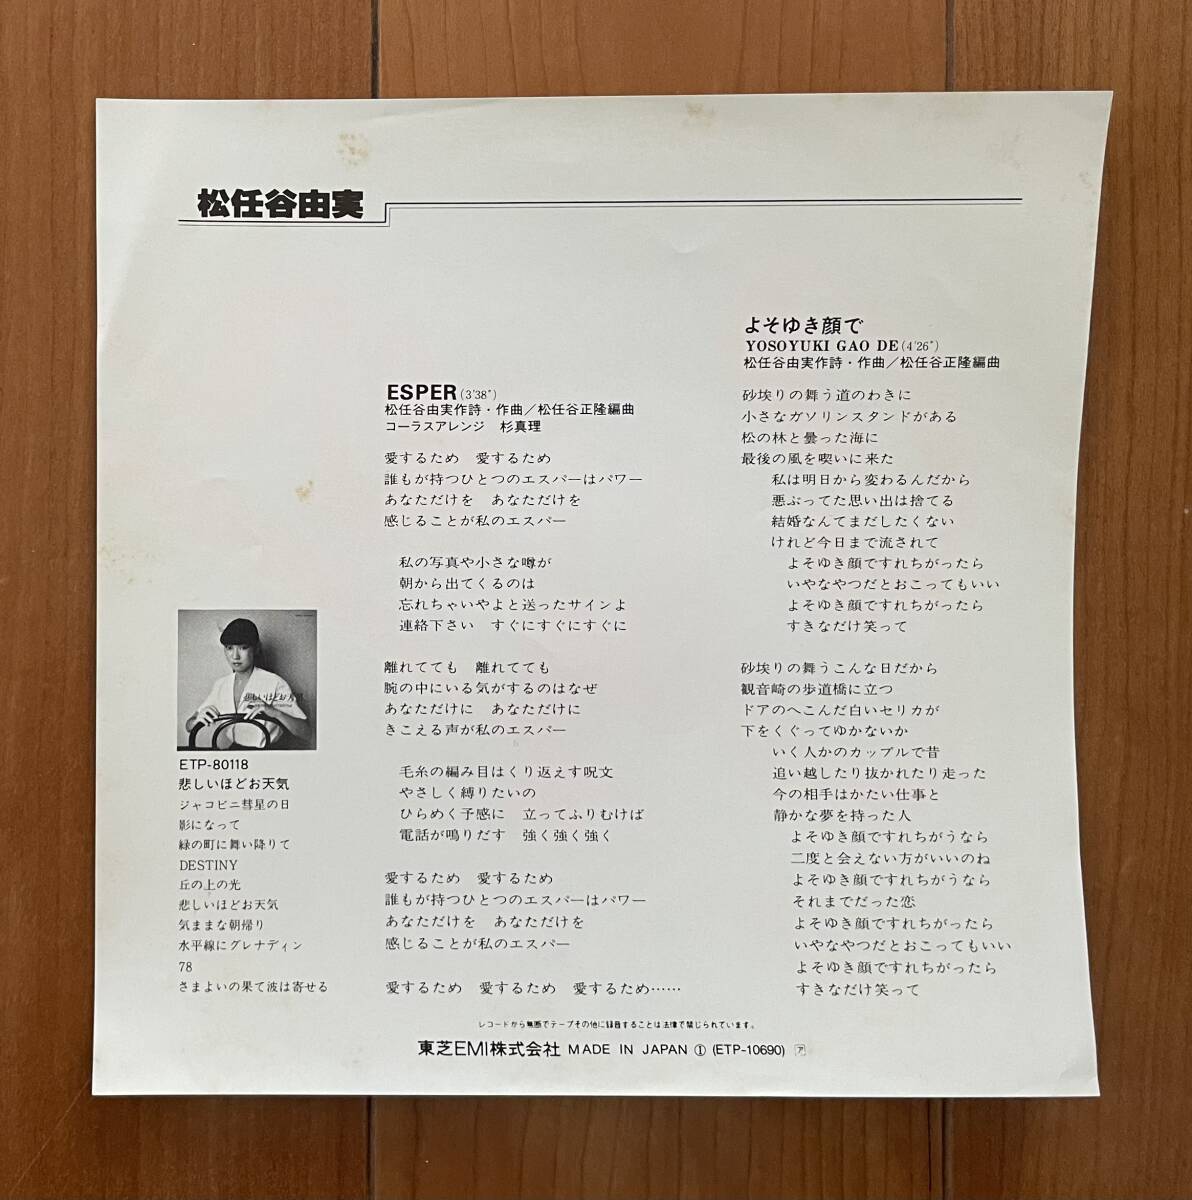 松任谷由実
ESPER (3'38")
松任谷由実作詩・作曲／松任谷正隆編曲
コーラスアレンジ　杉真理
愛するため　愛するため
誰もが持つひとつのエスパーはパワー
あなただけを　あなただけを
感じることが私のエスパー
私の写真や小さな噂が
朝から出てくるのは
忘れちゃいやよと送ったサインよ
連絡下さい　すぐにすぐにすぐに
離れてても　離れてても
腕の中にいる気がするのはなぜ
あなただけに　あなただけに
きこえる声が私のエスパー
毛糸の編み目はくり返えす呪文
やさしく縛りたいの
ひらめく予感に　立ってふりむけば
電話が鳴りだす　強く強く強く
愛するため　愛するため
誰もが持つひとつのエスパーはパワー
あなただけを　あなただけを
感じることが私のエスパー
愛するため　愛するため　愛するため……
よそゆき顔で
YOSOYUKI GAO DE (4'26")
松任谷由実作詩・作曲／松任谷正隆編曲
砂埃りの舞う道のわきに
小さなガソリンスタンドがある
松の林と曇った海に
最後の風を喫いに来た
私は明日から変わるんだから
悪ぶってた思い出は捨てる
結婚なんてまだしたくない
けれど今日まで流されて
よそゆき顔ですれちがったら
いやなやつだとおこってもいい
よそゆき顔ですれちがったら
すきなだけ笑って
砂埃りの舞うこんな日だから
観音崎の歩道橋に立つ
ドアのへこんだ白いセリカが
下をくぐってゆかないか
いく人かのカップルで昔
追い越したり抜かれたり走った
今の相手はかたい仕事と
静かな夢を持った人
よそゆき顔ですれちがうなら
二度と会えない方がいいのね
よそゆき顔ですれちがうなら
それまでだった恋
よそゆき顔ですれちがったら
いやなやつだとおこってもいい
よそゆき顔ですれちがったら
すきなだけ笑って
悲しいほどお天気
ETP-80118
悲しいほどお天気
ジャコビニ彗星の日
影になって
緑の町に舞い降りて
DESTINY
丘の上の光
悲しいほどお天気
気ままな朝帰り
水平線にグレナディン
78
さまよいの果て波は寄せる
レコードから無断でテープその他に録音することは法律で禁じられています。
東芝EMI株式会社 MADE IN JAPAN ① (ETP-10690) ア